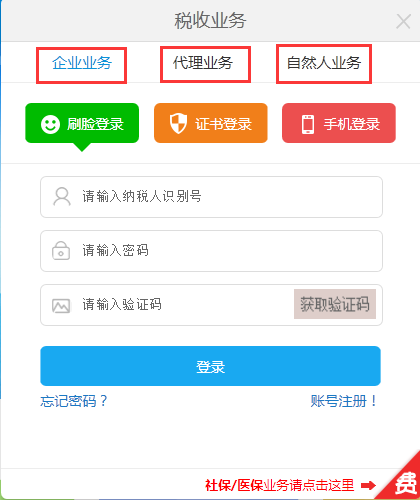 税收业务
企业业务 代理业务 自然人业务
刷脸登录 证书登录 手机登录
请输入纳税人识别号
请输入密码
请输入验证码 获取验证码
登录
忘记密码？ 账号注册！
社保/医保业务请点击这里
费